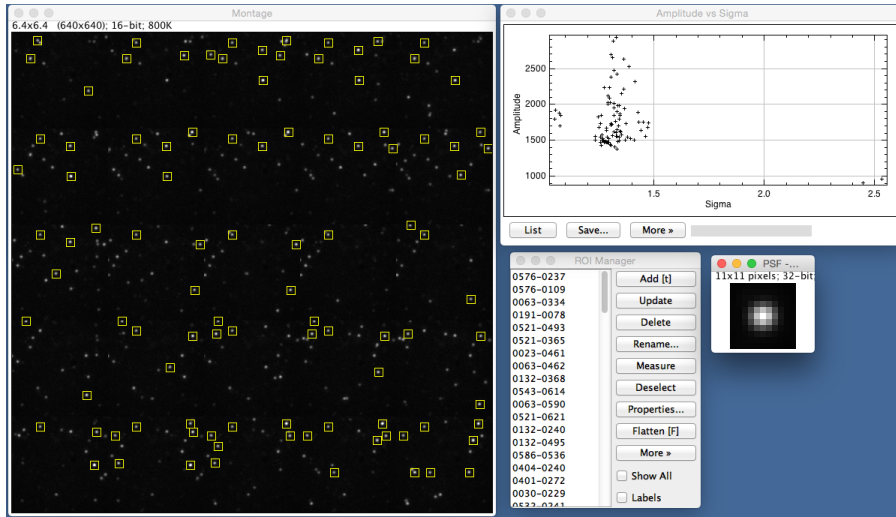 Montage
6.4x6.4 (640x640); 16-bit; 800K
Amplitude vs Sigma
2500
2000
1500
1000
Amplitude
1.5
2.0
2.5
Sigma
List
Save...
More »
ROI Manager
0576-0237
0576-0109
0063-0334
0191-0078
0521-0493
0521-0365
0023-0461
0063-0462
0132-0368
0543-0614
0063-0590
0521-0621
0132-0240
0132-0495
0586-0536
0404-0240
0401-0272
0030-0229
0532-0241
Add [t]
Update
Delete
Rename...
Measure
Deselect
Properties...
Flatten [F]
More »
Show All
Labels
PSF -...
11x11 pixels; 32-bit;